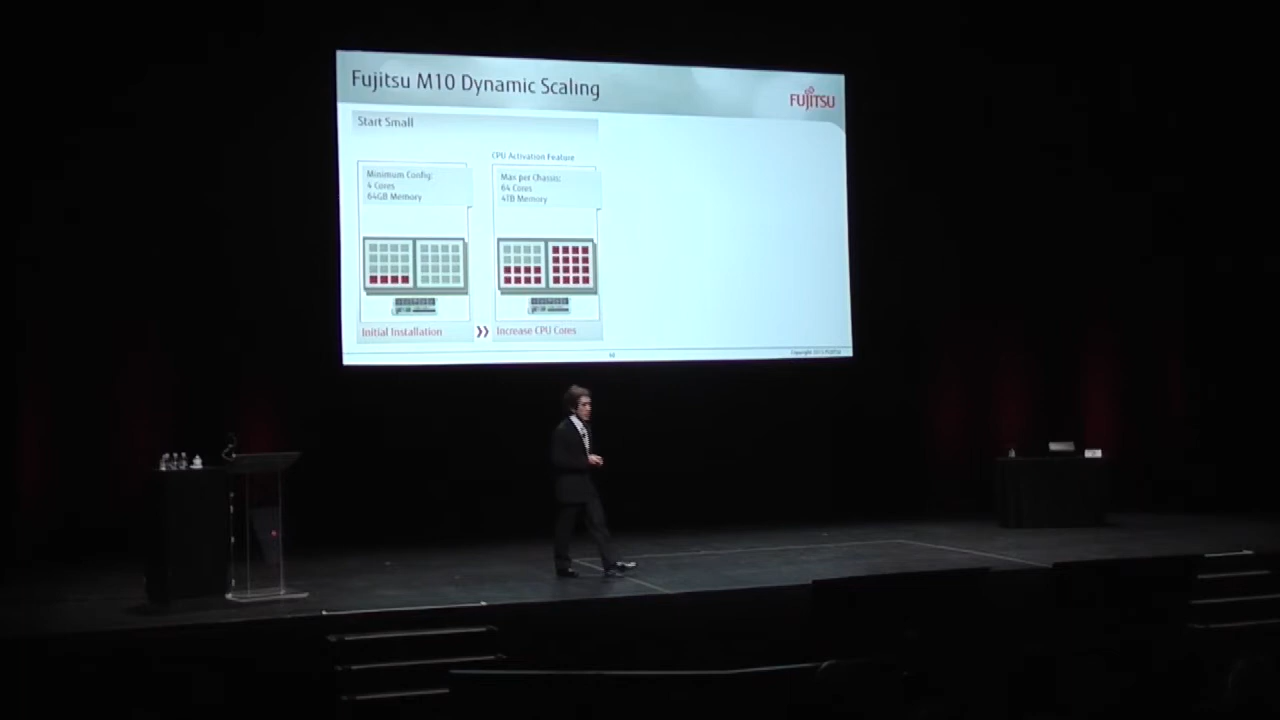 Fujitsu M10 Dynamic Scaling
FUJITSU
Start Small
CPU Activation Feature
Minimum Config:
4 Cores
64GB Memory
Max per Chassis:
64 Cores
4TB Memory
Initial Installation
Increase CPU Cores